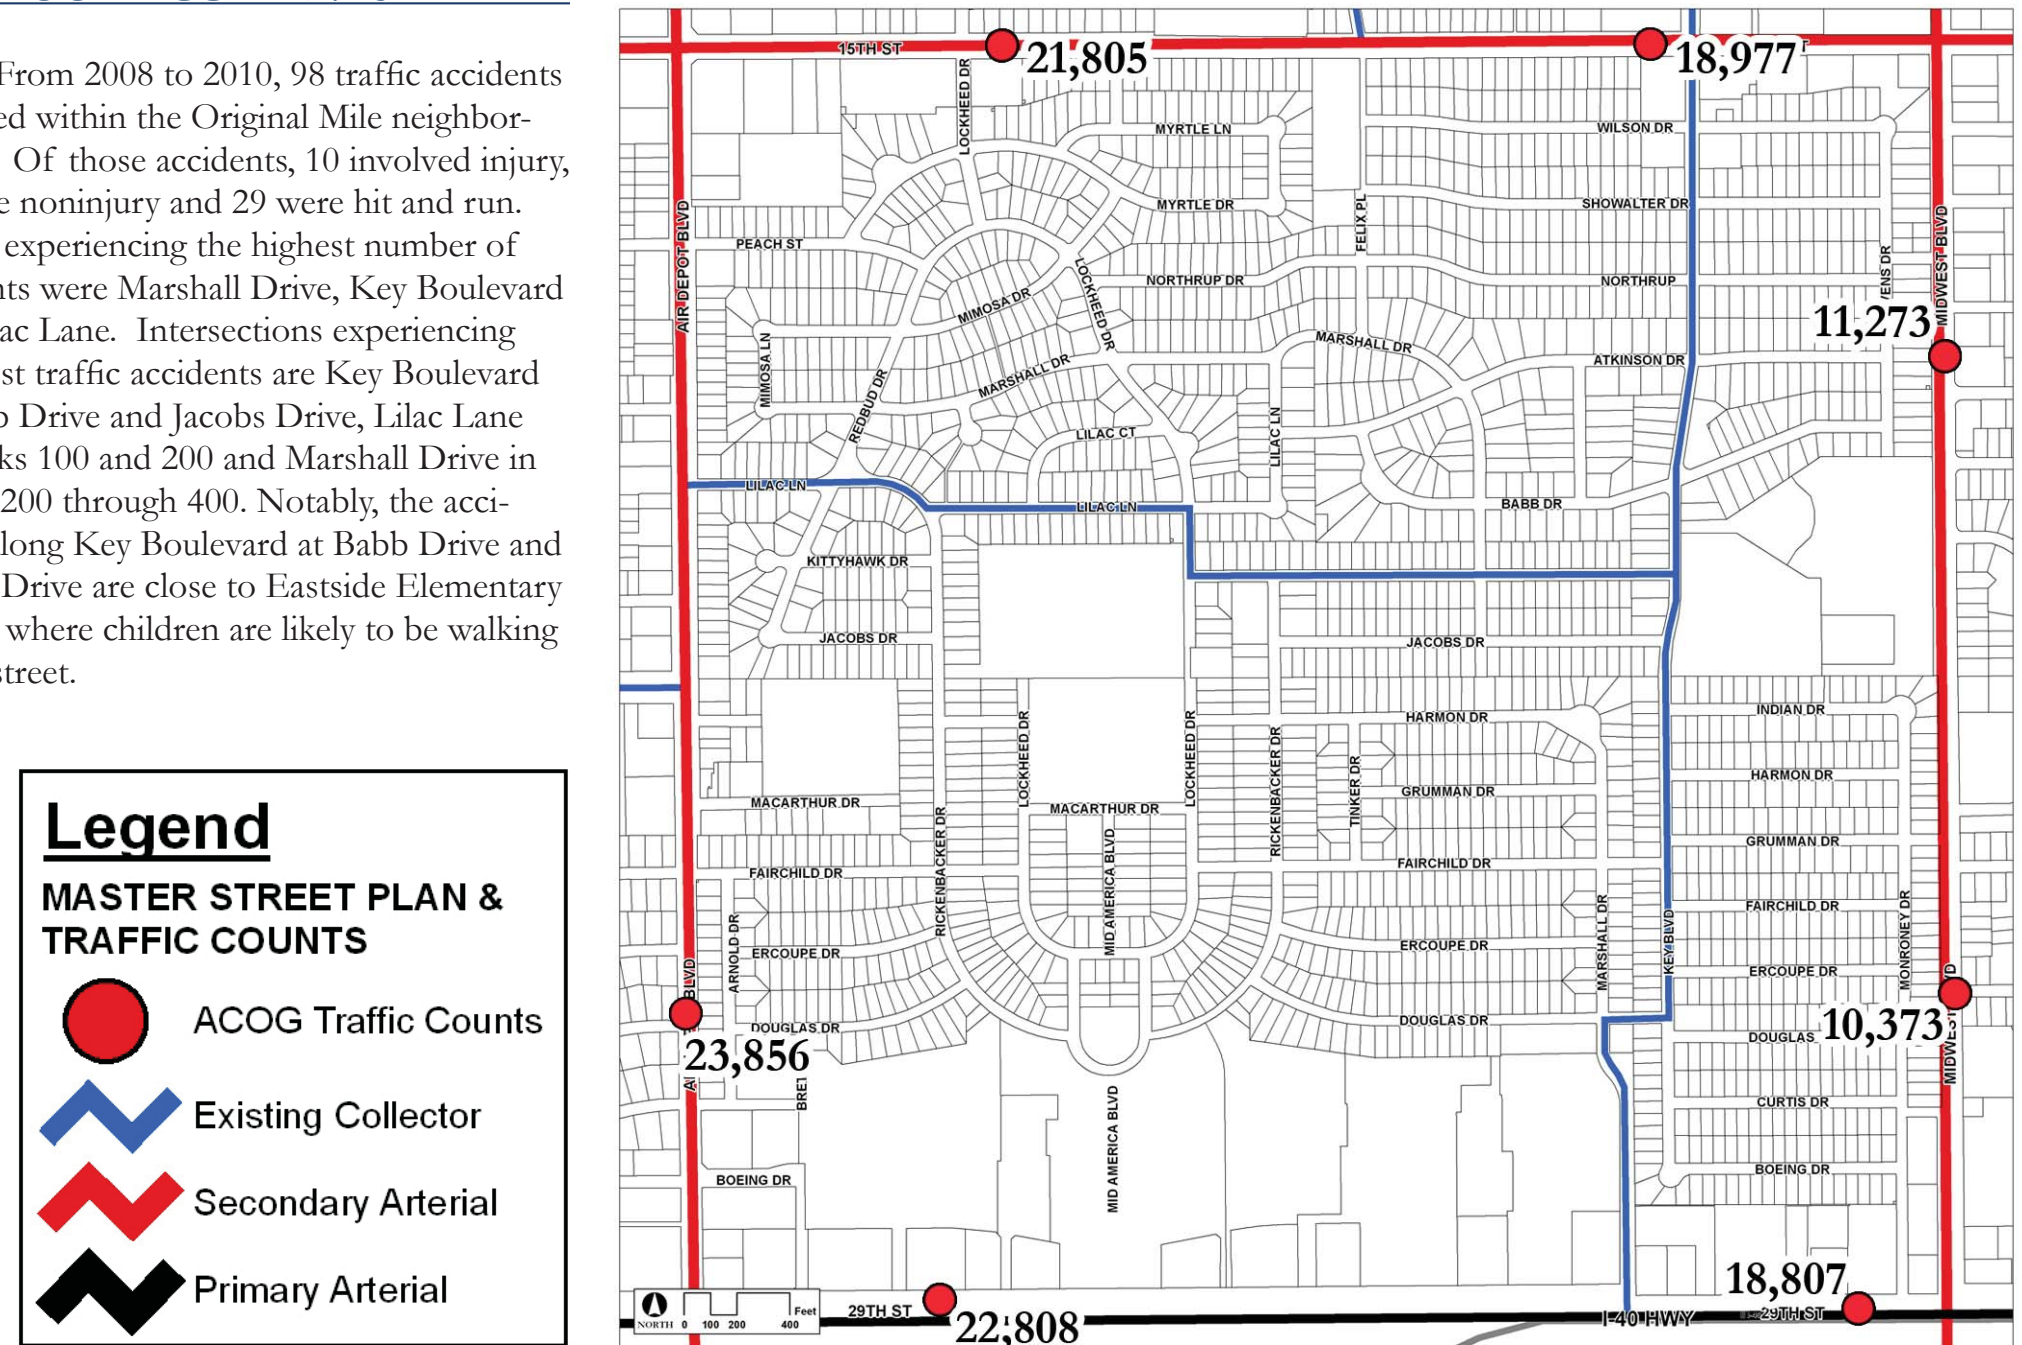 From 2008 to 2010, 98 traffic accidents
ed within the Original Mile neighbor-
Of those accidents, 10 involved injury,
e noninjury and 29 were hit and run.
experiencing the highest number of
nts were Marshall Drive, Key Boulevard
ac Lane. Intersections experiencing
st traffic accidents are Key Boulevard
b Drive and Jacobs Drive, Lilac Lane
ks 100 and 200 and Marshall Drive in
200 through 400. Notably, the acci-
long Key Boulevard at Babb Drive and
Drive are close to Eastside Elementary
where children are likely to be walking
street.
Legend
MASTER STREET PLAN &
TRAFFIC COUNTS
ACOG Traffic Counts
Existing Collector
Secondary Arterial
Primary Arterial
15TH ST
21,805
18,977
LOCKHEED DR
MYRTLE LN
WILSON DR
MYRTLE DR
SHOWALTER DR
FELIX PL
AIR DEPOT BLVD
MIDWEST BLVD
PEACH ST
NORTHRUP DR
NORTHRUP
ENS DR
MIMOSA DR
LOCKHEED DR
11,273
MIMOSA LN
MARSHALL DR
MARSHALL DR
ATKINSON DR
REDBUD DR
LILAC CT
LILAC LN
LILAC LN
LILAC LN
BABB DR
KITTYHAWK DR
JACOBS DR
JACOBS DR
INDIAN DR
LOCKHEED DR
LOCKHEED DR
HARMON DR
HARMON DR
RICKENBACKER DR
TINKER DR
GRUMMAN DR
MACARTHUR DR
MACARTHUR DR
GRUMMAN DR
RICKENBACKER DR
MID AMERICA BLVD
FAIRCHILD DR
FAIRCHILD DR
FAIRCHILD DR
ARNOLD DR
MARSHALL DR
KEY BLVD
MONRONEY DR
ERCOUPE DR
ERCOUPE DR
ERCOUPE DR
BLVD
DOUGLAS DR
DOUGLAS DR
DOUGLAS
10,373
23,856
BRET
MID AMERICA BLVD
CURTIS DR
BOEING DR
BOEING DR
18,807
NORTH
0 100 200 400
Feet
29TH ST
22,808
I-40 HWY
29TH ST